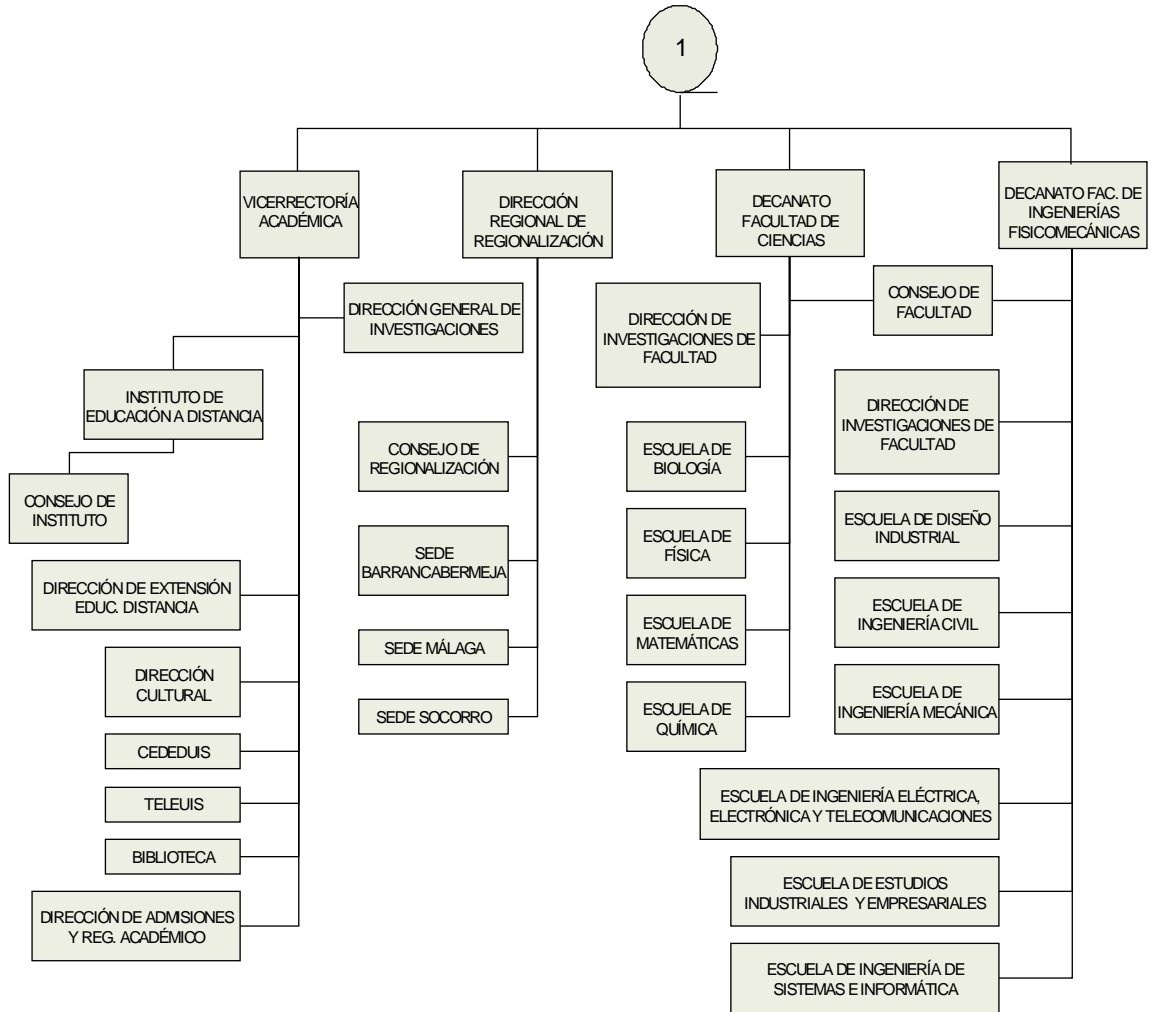 1
VICERRECTORÍA
ACADÉMICA
DIRECCIÓN
REGIONAL DE
REGIONALIZACIÓN
DECANATO
FACULTAD DE
CIENCIAS
DECANATO FAC. DE
INGENIERÍAS
FISICOMECÁNICAS
DIRECCIÓN GENERAL DE
INVESTIGACIONES
INSTITUTO DE
EDUCACIÓN A DISTANCIA
CONSEJO DE
INSTITUTO
DIRECCIÓN DE EXTENSIÓN
EDUC. DISTANCIA
DIRECCIÓN
CULTURAL
CEDEDUIS
TELEUIS
BIBLIOTECA
DIRECCIÓN DE ADMISIONES
Y REG. ACADÉMICO
CONSEJO DE
REGIONALIZACIÓN
SEDE
BARRANCABERMEJA
SEDE MÁLAGA
SEDE SOCORRO
CONSEJO DE
FACULTAD
DIRECCIÓN DE
INVESTIGACIONES DE
FACULTAD
ESCUELA DE
BIOLOGÍA
ESCUELA DE
FÍSICA
ESCUELA DE
MATEMÁTICAS
ESCUELA DE
QUÍMICA
DIRECCIÓN DE
INVESTIGACIONES DE
FACULTAD
ESCUELA DE DISEÑO
INDUSTRIAL
ESCUELA DE
INGENIERÍA CIVIL
ESCUELA DE
INGENIERÍA MECÁNICA
ESCUELA DE INGENIERÍA ELÉCTRICA,
ELECTRÓNICA Y TELECOMUNICACIONES
ESCUELA DE ESTUDIOS
INDUSTRIALES Y EMPRESARIALES
ESCUELA DE INGENIERÍA DE
SISTEMAS E INFORMÁTICA